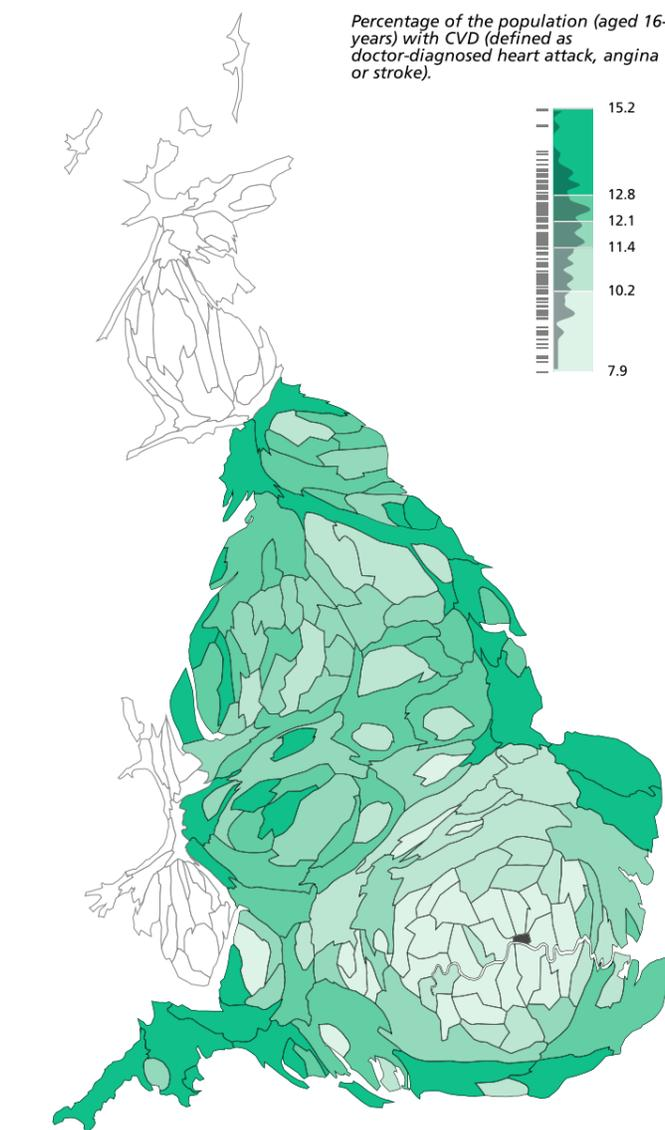 Percentage of the population (aged 16-
years) with CVD (defined as
doctor-diagnosed heart attack, angina
or stroke).
15.2
12.8
12.1
11.4
10.2
7.9